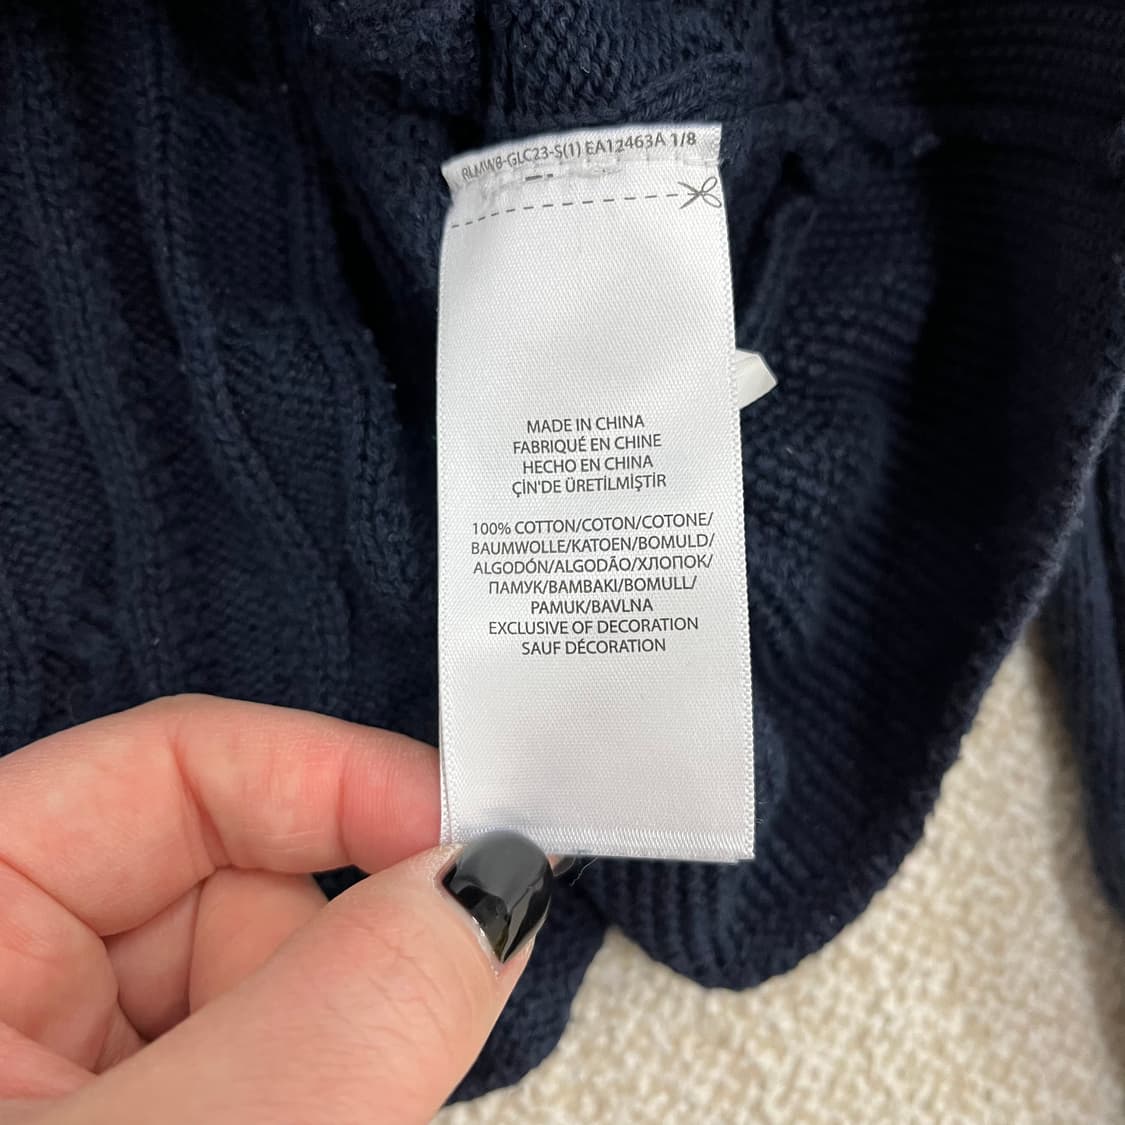 RLMW8-GLC23-S(1) EA12463A 1/8
MADE IN CHINA
FABRIQUÉ EN CHINE
HECHO EN CHINA
ÇİN'DE ÜRETİLMİŞTİR
100% COTTON/COTON/COTONE/
BAUMWOLLE/KATOEN/BOMULD/
ALGODÓN/ALGODÃO/ХЛОПОК/
ПАМУК/BAMBAKI/BOMULL/
PAMUK/BAVLNA
EXCLUSIVE OF DECORATION
SAUF DÉCORATION